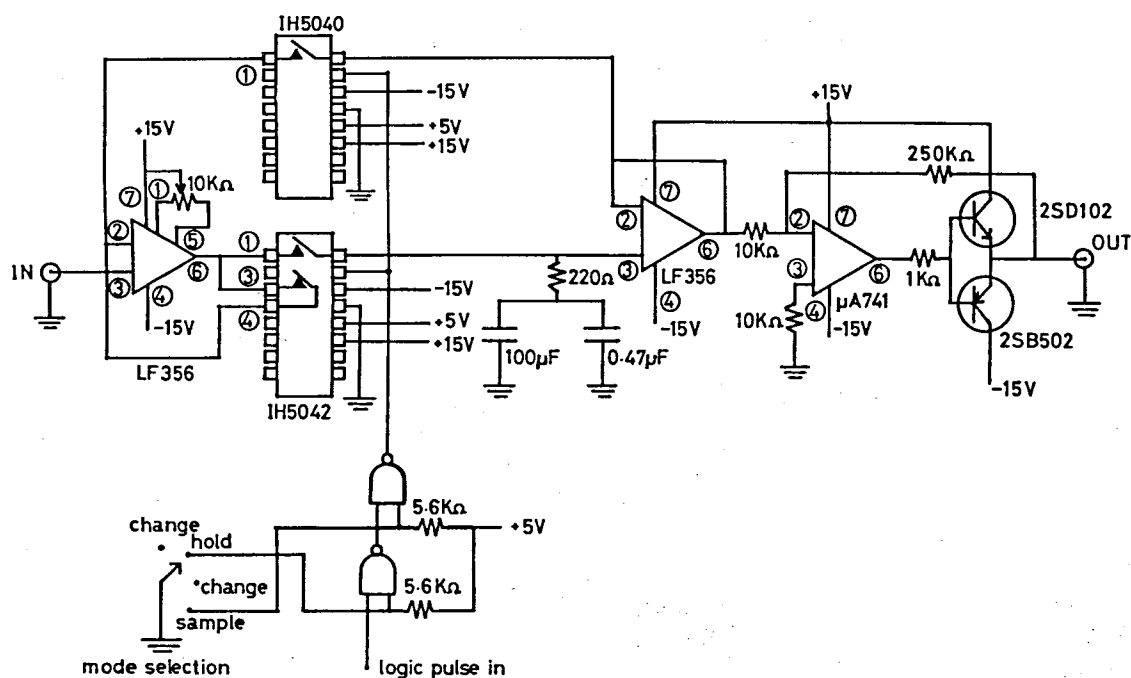 IH5040
①
-15V
+5V
+15V
+15V
⑦
①
10KΩ
②
⑤
⑥
IN
③
④
-15V
LF356
①
③
④
-15V
+5V
+15V
IH5042
220Ω
100µF
0.47µF
②
⑦
③
⑥
LF356
④
-15V
10KΩ
+15V
250KΩ
②
⑦
③
⑥
④
µA741
-15V
10KΩ
1KΩ
2SD102
OUT
2SB502
-15V
5.6KΩ
+5V
change
hold
5.6KΩ
change
sample
mode selection
logic pulse in